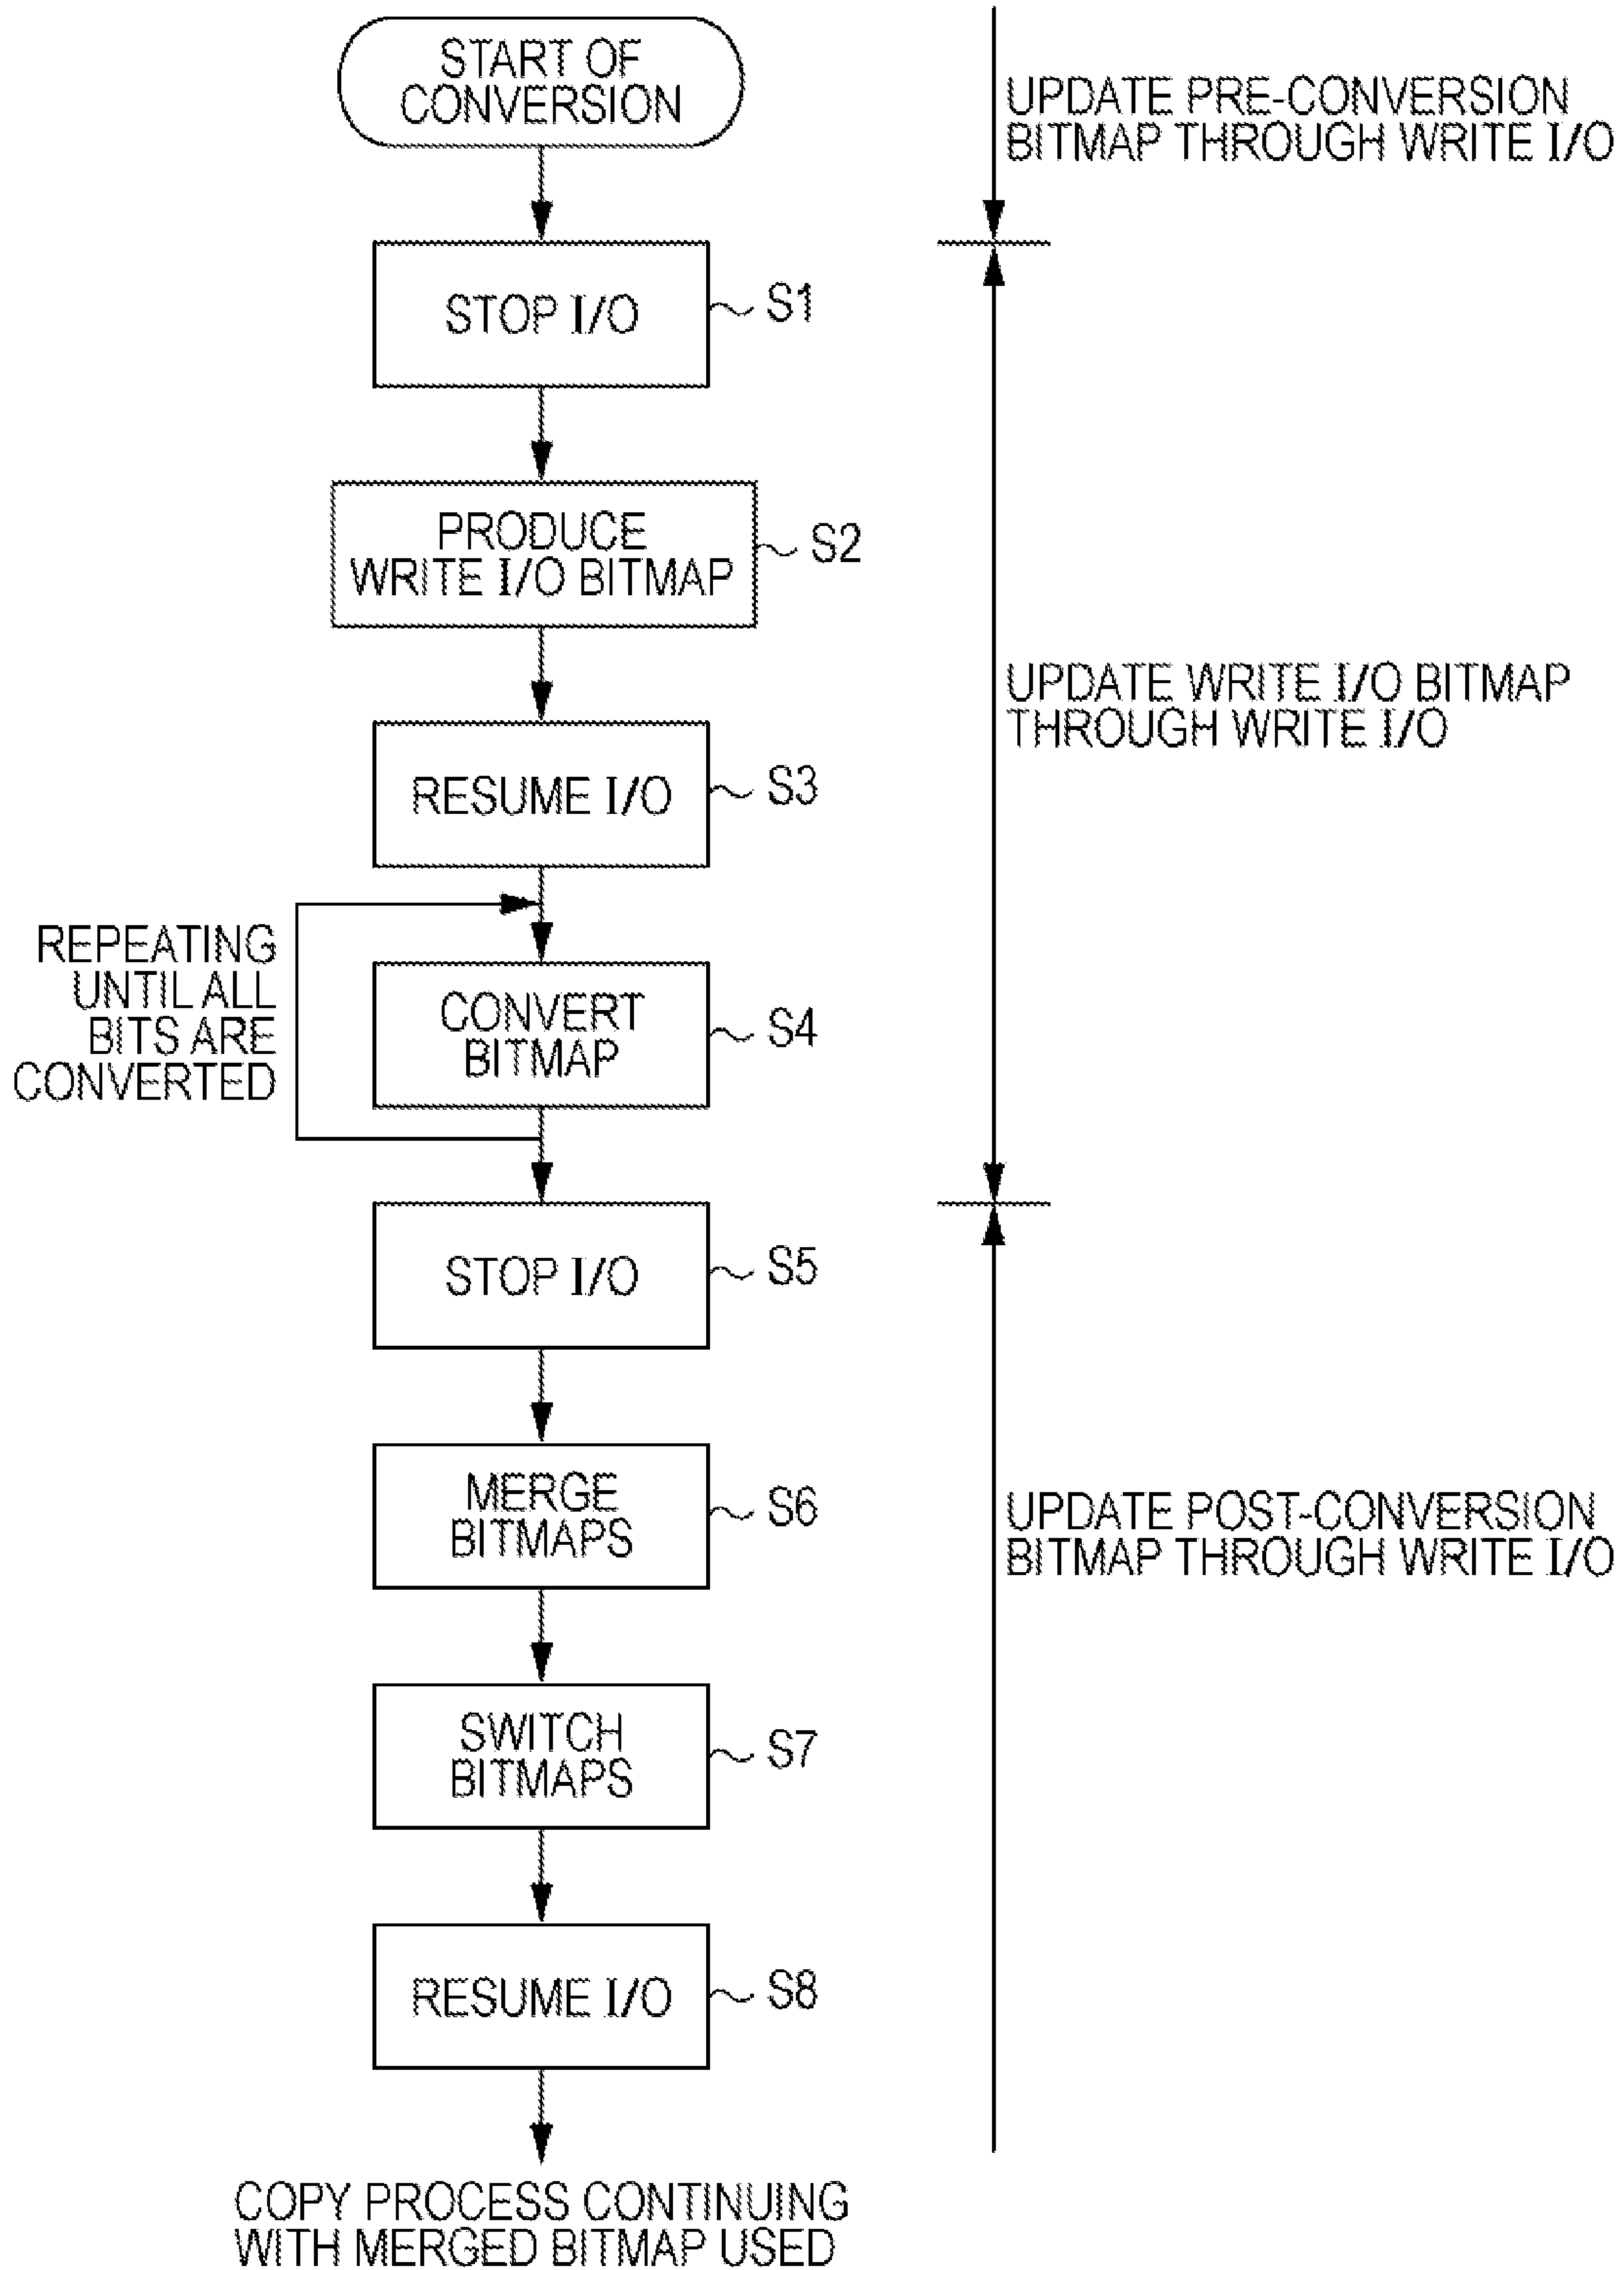 START OF
CONVERSION
UPDATE PRE-CONVERSION
BITMAP THROUGH WRITE I/O
STOP I/O
S1
PRODUCE
WRITE I/O BITMAP
S2
UPDATE WRITE I/O BITMAP
THROUGH WRITE I/O
RESUME I/O
S3
REPEATING
UNTIL ALL
BITS ARE
CONVERTED
CONVERT
BITMAP
S4
STOP I/O
S5
MERGE
BITMAPS
S6
UPDATE POST-CONVERSION
BITMAP THROUGH WRITE I/O
SWITCH
BITMAPS
S7
RESUME I/O
S8
COPY PROCESS CONTINUING
WITH MERGED BITMAP USED